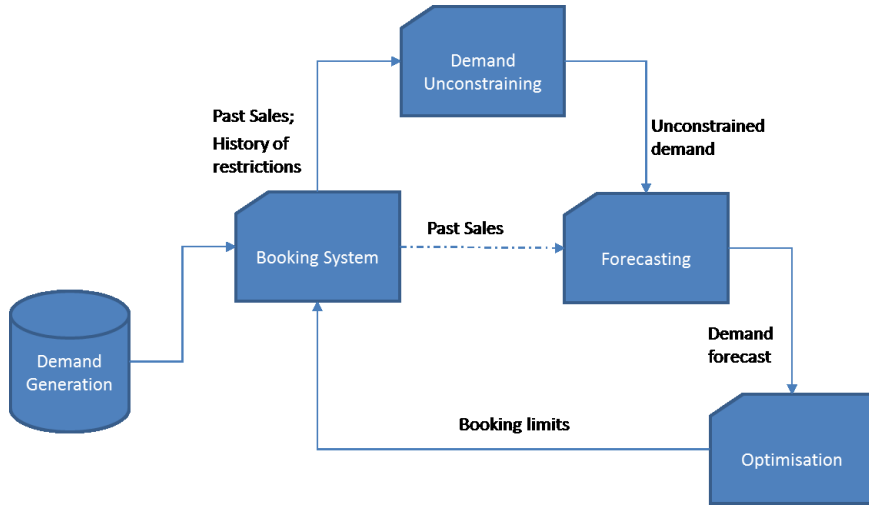 Demand
Unconstraining
Past Sales;
History of
restrictions
Unconstrained
demand
Past Sales
Booking System
Forecasting
Demand
Generation
Demand
forecast
Booking limits
Optimisation